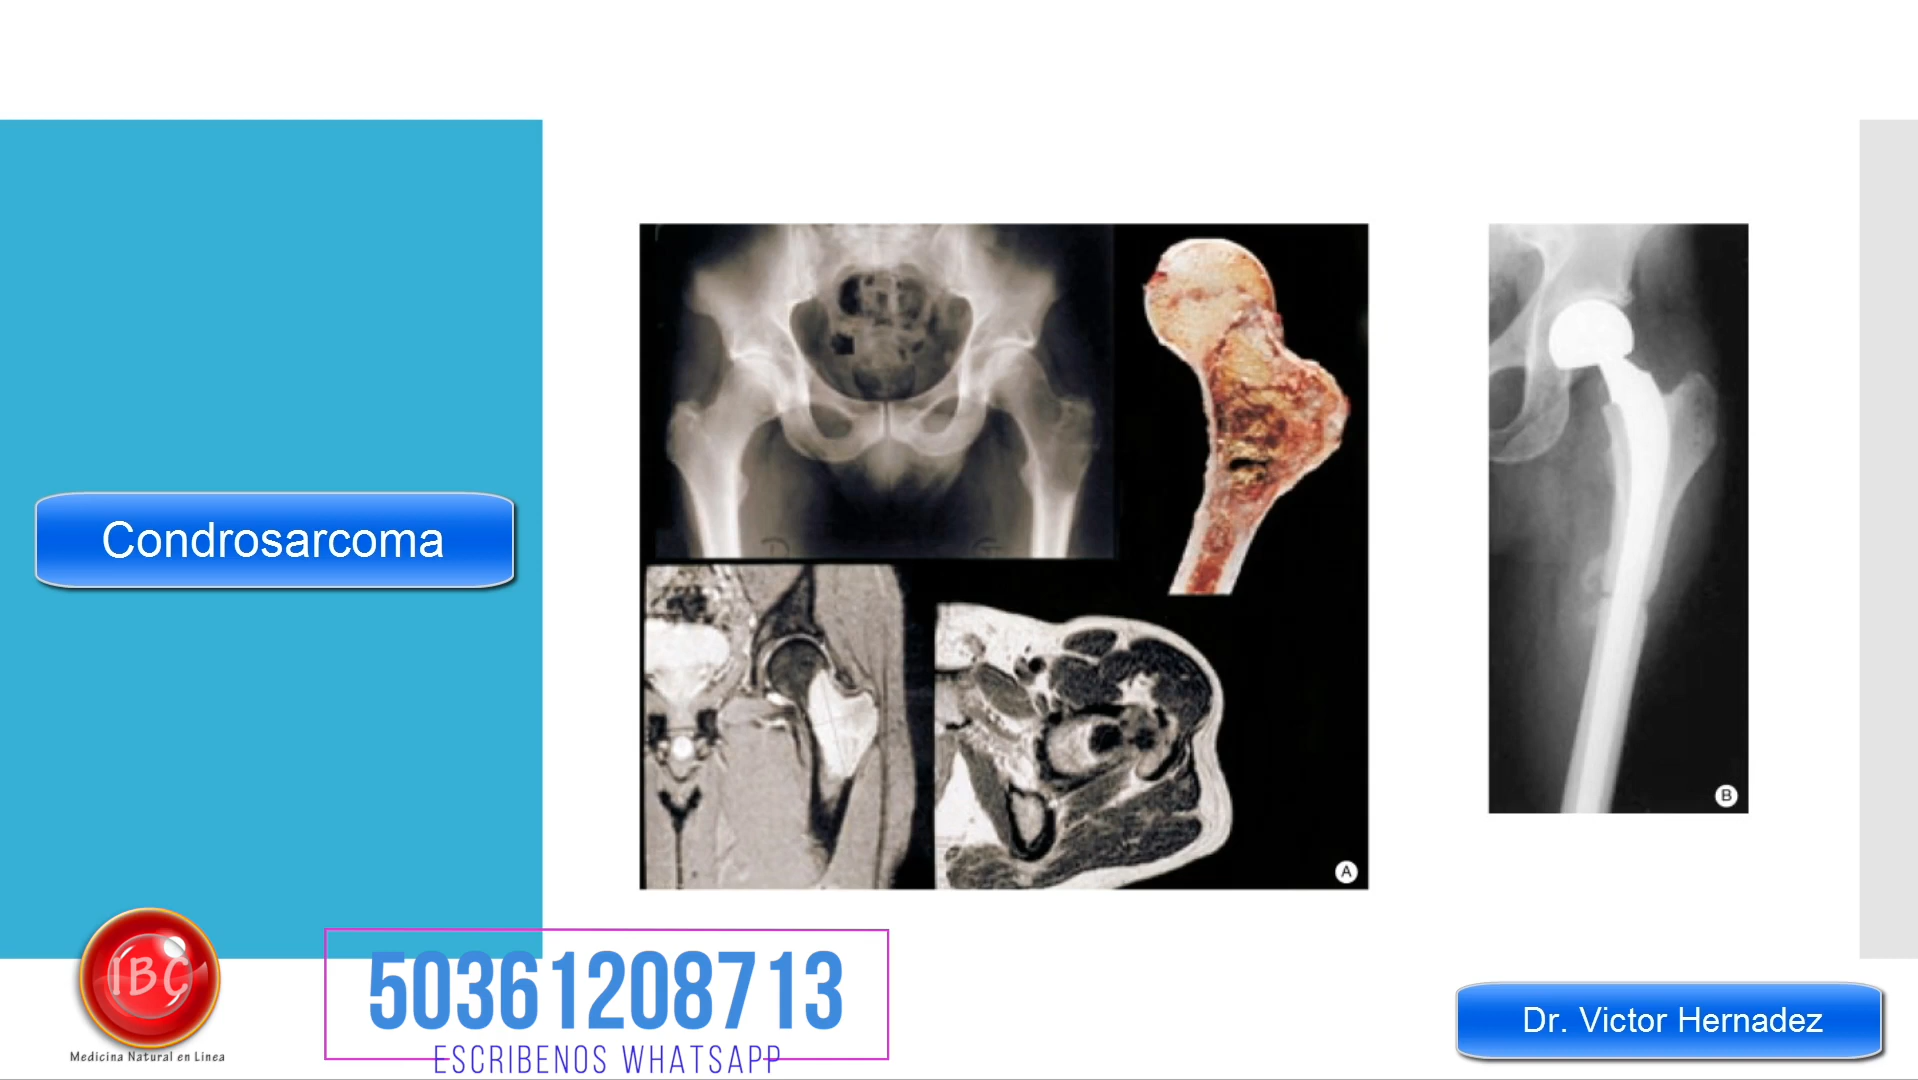 Condrosarcoma
A
B
IBC
Medicina Natural en Linea
50361208713
ESCRIBENOS WHATSAPP
Dr. Victor Hernadez